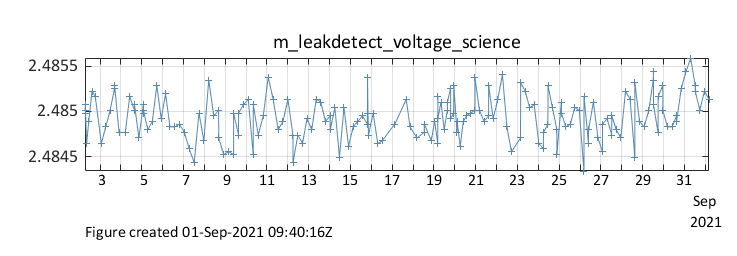 m_leakdetect_voltage_science
2.4855
2.485
2.4845
3 5 7 9 11 13 15 17 19 21 23 25 27 29 31
Sep
2021
Figure created 01-Sep-2021 09:40:16Z